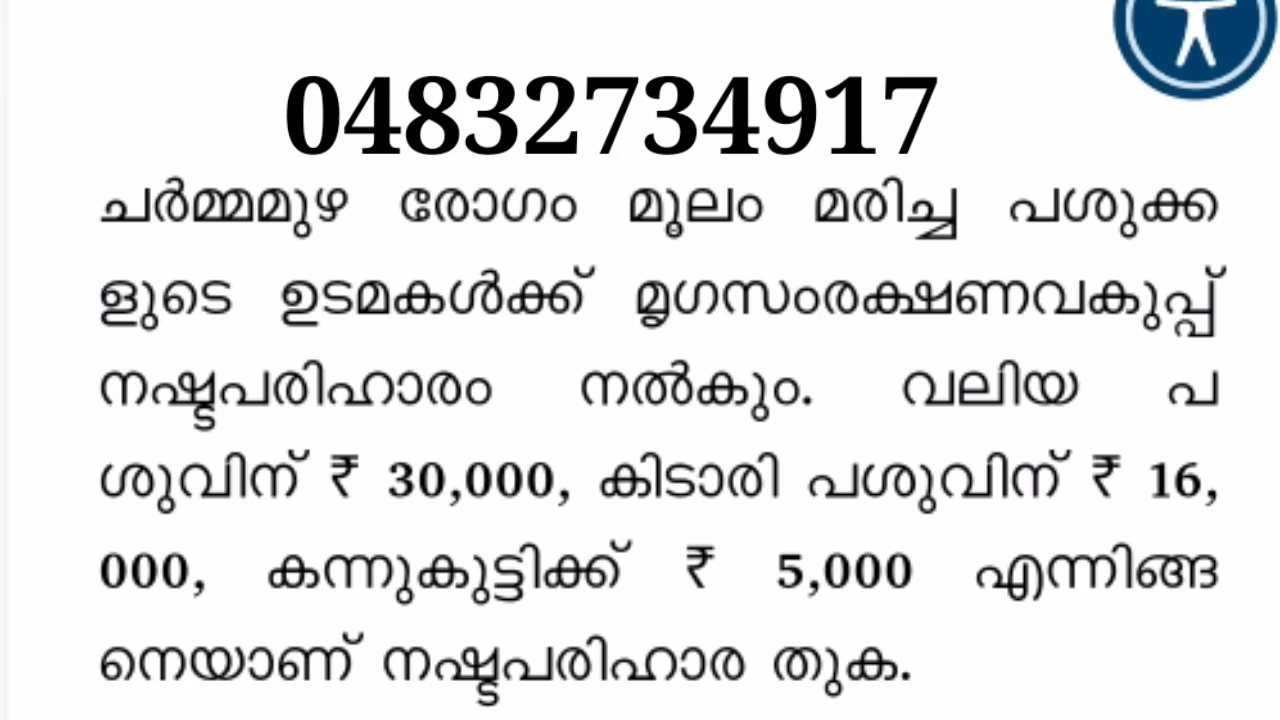 04832734917
ചർമ്മമുഴ രോഗം മൂലം മരിച്ച പശുക്ക
ളുടെ ഉടമകൾക്ക് മൃഗസംരക്ഷണവകുപ്പ്
നഷ്ടപരിഹാരം നൽകും. വലിയ പ
ശുവിന് ₹ 30,000, കിടാരി പശുവിന് ₹ 16,
000, കന്നുകുട്ടിക്ക് ₹ 5,000 എന്നിങ്ങ
നെയാണ് നഷ്ടപരിഹാര തുക.